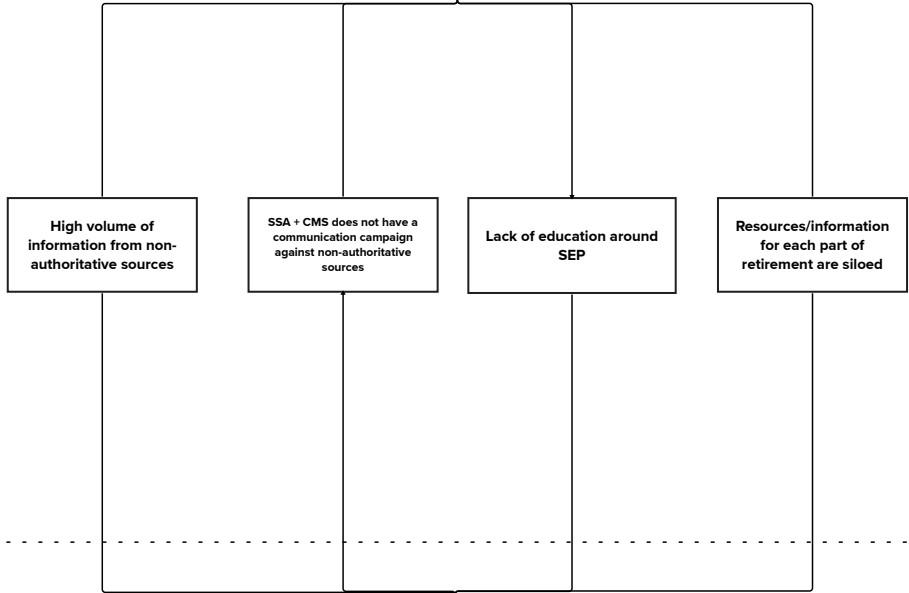 High volume of
information from non-
authoritative sources
SSA + CMS does not have a
communication campaign
against non-authoritative
sources
Lack of education around
SEP
Resources/information
for each part of
retirement are siloed